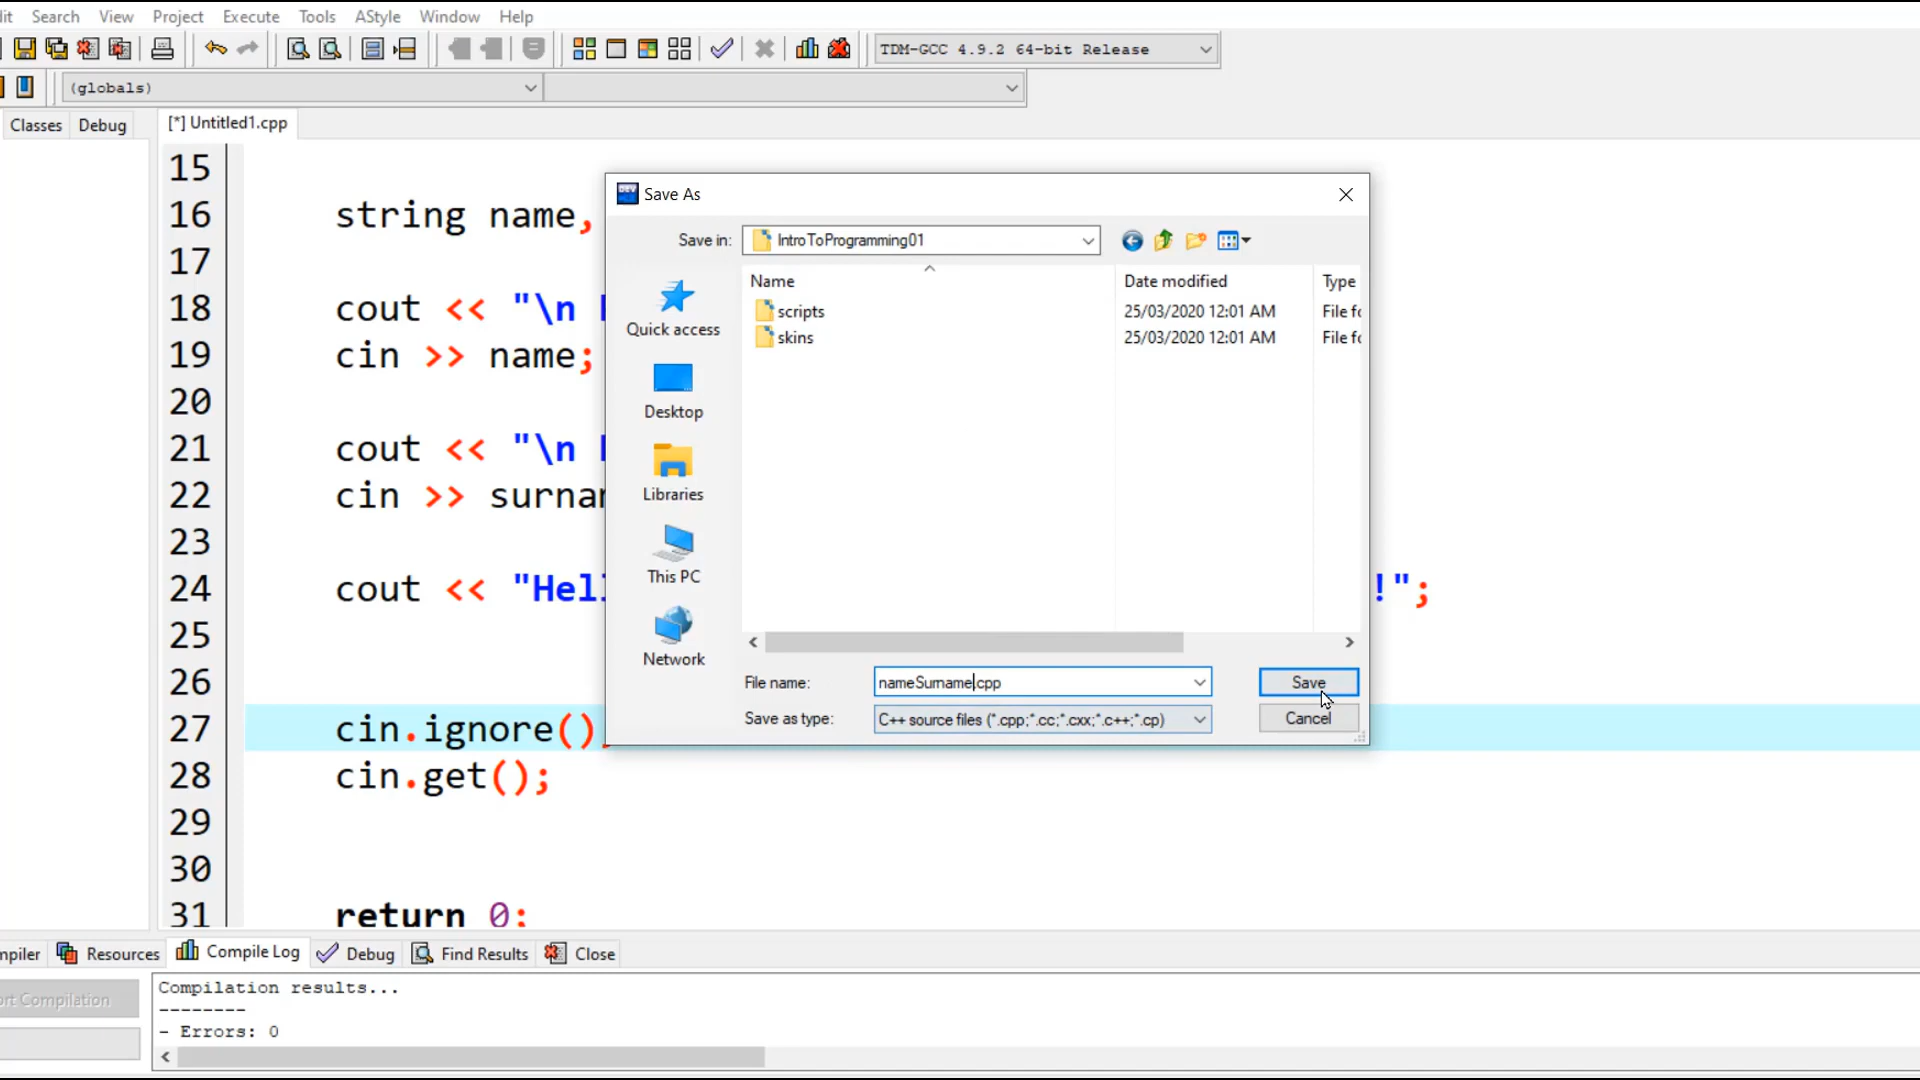 it Search View Project Execute Tools AStyle Window Help
TDM-GCC 4.9.2 64-bit Release
(globals)
Classes Debug [*] Untitled1.cpp
15
16 string name,
17
18 cout << "\n
19 cin >> name;
20
21 cout << "\n
22 cin >> surnam
23
24 cout << "Hell !";
25
26
27 cin.ignore();
28 cin.get();
29
30
31 return 0;
Save As
Save in: IntroToProgramming01
Quick access
Desktop
Libraries
This PC
Network
Name Date modified Type
scripts 25/03/2020 12:01 AM File fo
skins 25/03/2020 12:01 AM File fo
File name: nameSurname.cpp Save
Save as type: C++ source files (*.cpp;*.cc;*.cxx;*.c++;*.cp) Cancel
mpiler Resources Compile Log Debug Find Results Close
ort Compilation
Compilation results...
--------
- Errors: 0